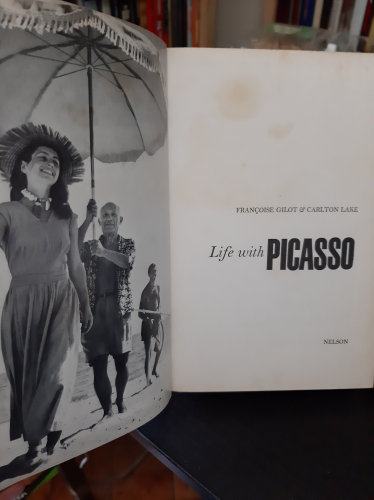 FRANÇOISE GILOT & CARLTON LAKE
Life with PICASSO
NELSON